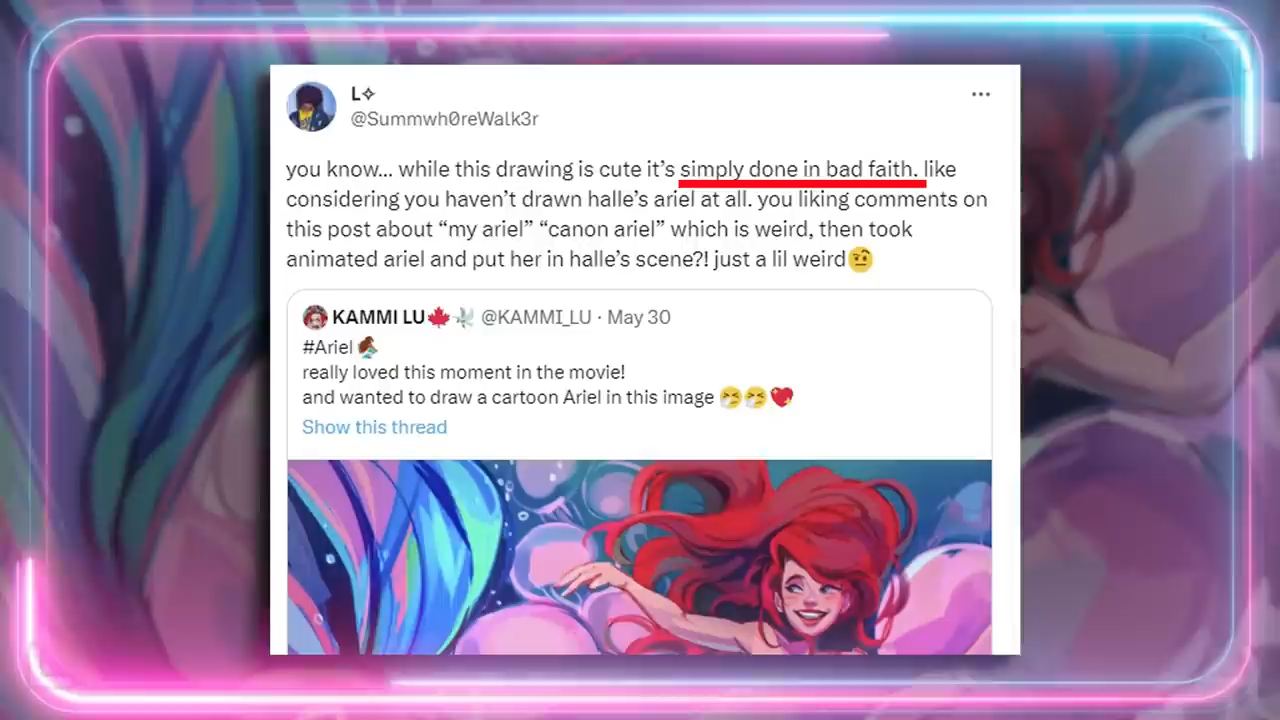 L✧
@Summwh0reWalk3r
you know... while this drawing is cute it’s simply done in bad faith. like
considering you haven’t drawn halle’s ariel at all. you liking comments on
this post about “my ariel” “canon ariel” which is weird, then took
animated ariel and put her in halle’s scene?! just a lil weird🤨
KAMMI LU🍁🕊 @KAMMI_LU · May 30
#Ariel 🧜🏾‍♀️
really loved this moment in the movie!
and wanted to draw a cartoon Ariel in this image 🤧🤧💖
Show this thread